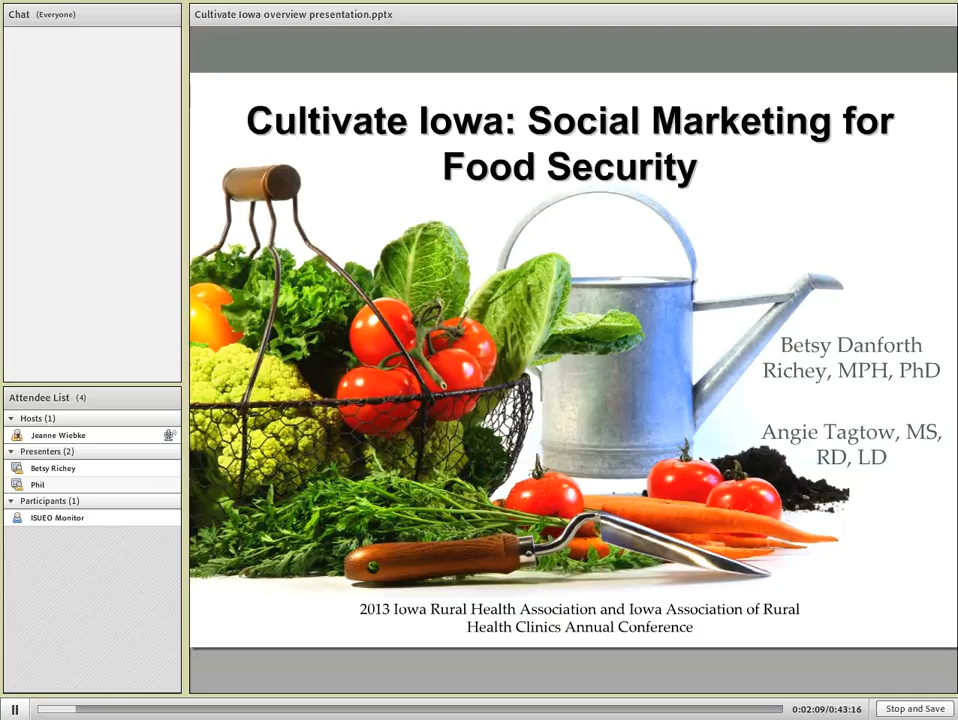 Chat (Everyone)
Cultivate Iowa overview presentation.pptx
Attendee List (4)
Hosts (1)
Jeanne Wiebke
Presenters (2)
Betsy Richey
Phil
Participants (1)
ISUEO Monitor
Cultivate Iowa: Social Marketing for
Food Security
Betsy Danforth
Richey, MPH, PhD
Angie Tagtow, MS,
RD, LD
2013 Iowa Rural Health Association and Iowa Association of Rural
Health Clinics Annual Conference
0:02:09/0:43:16
Stop and Save